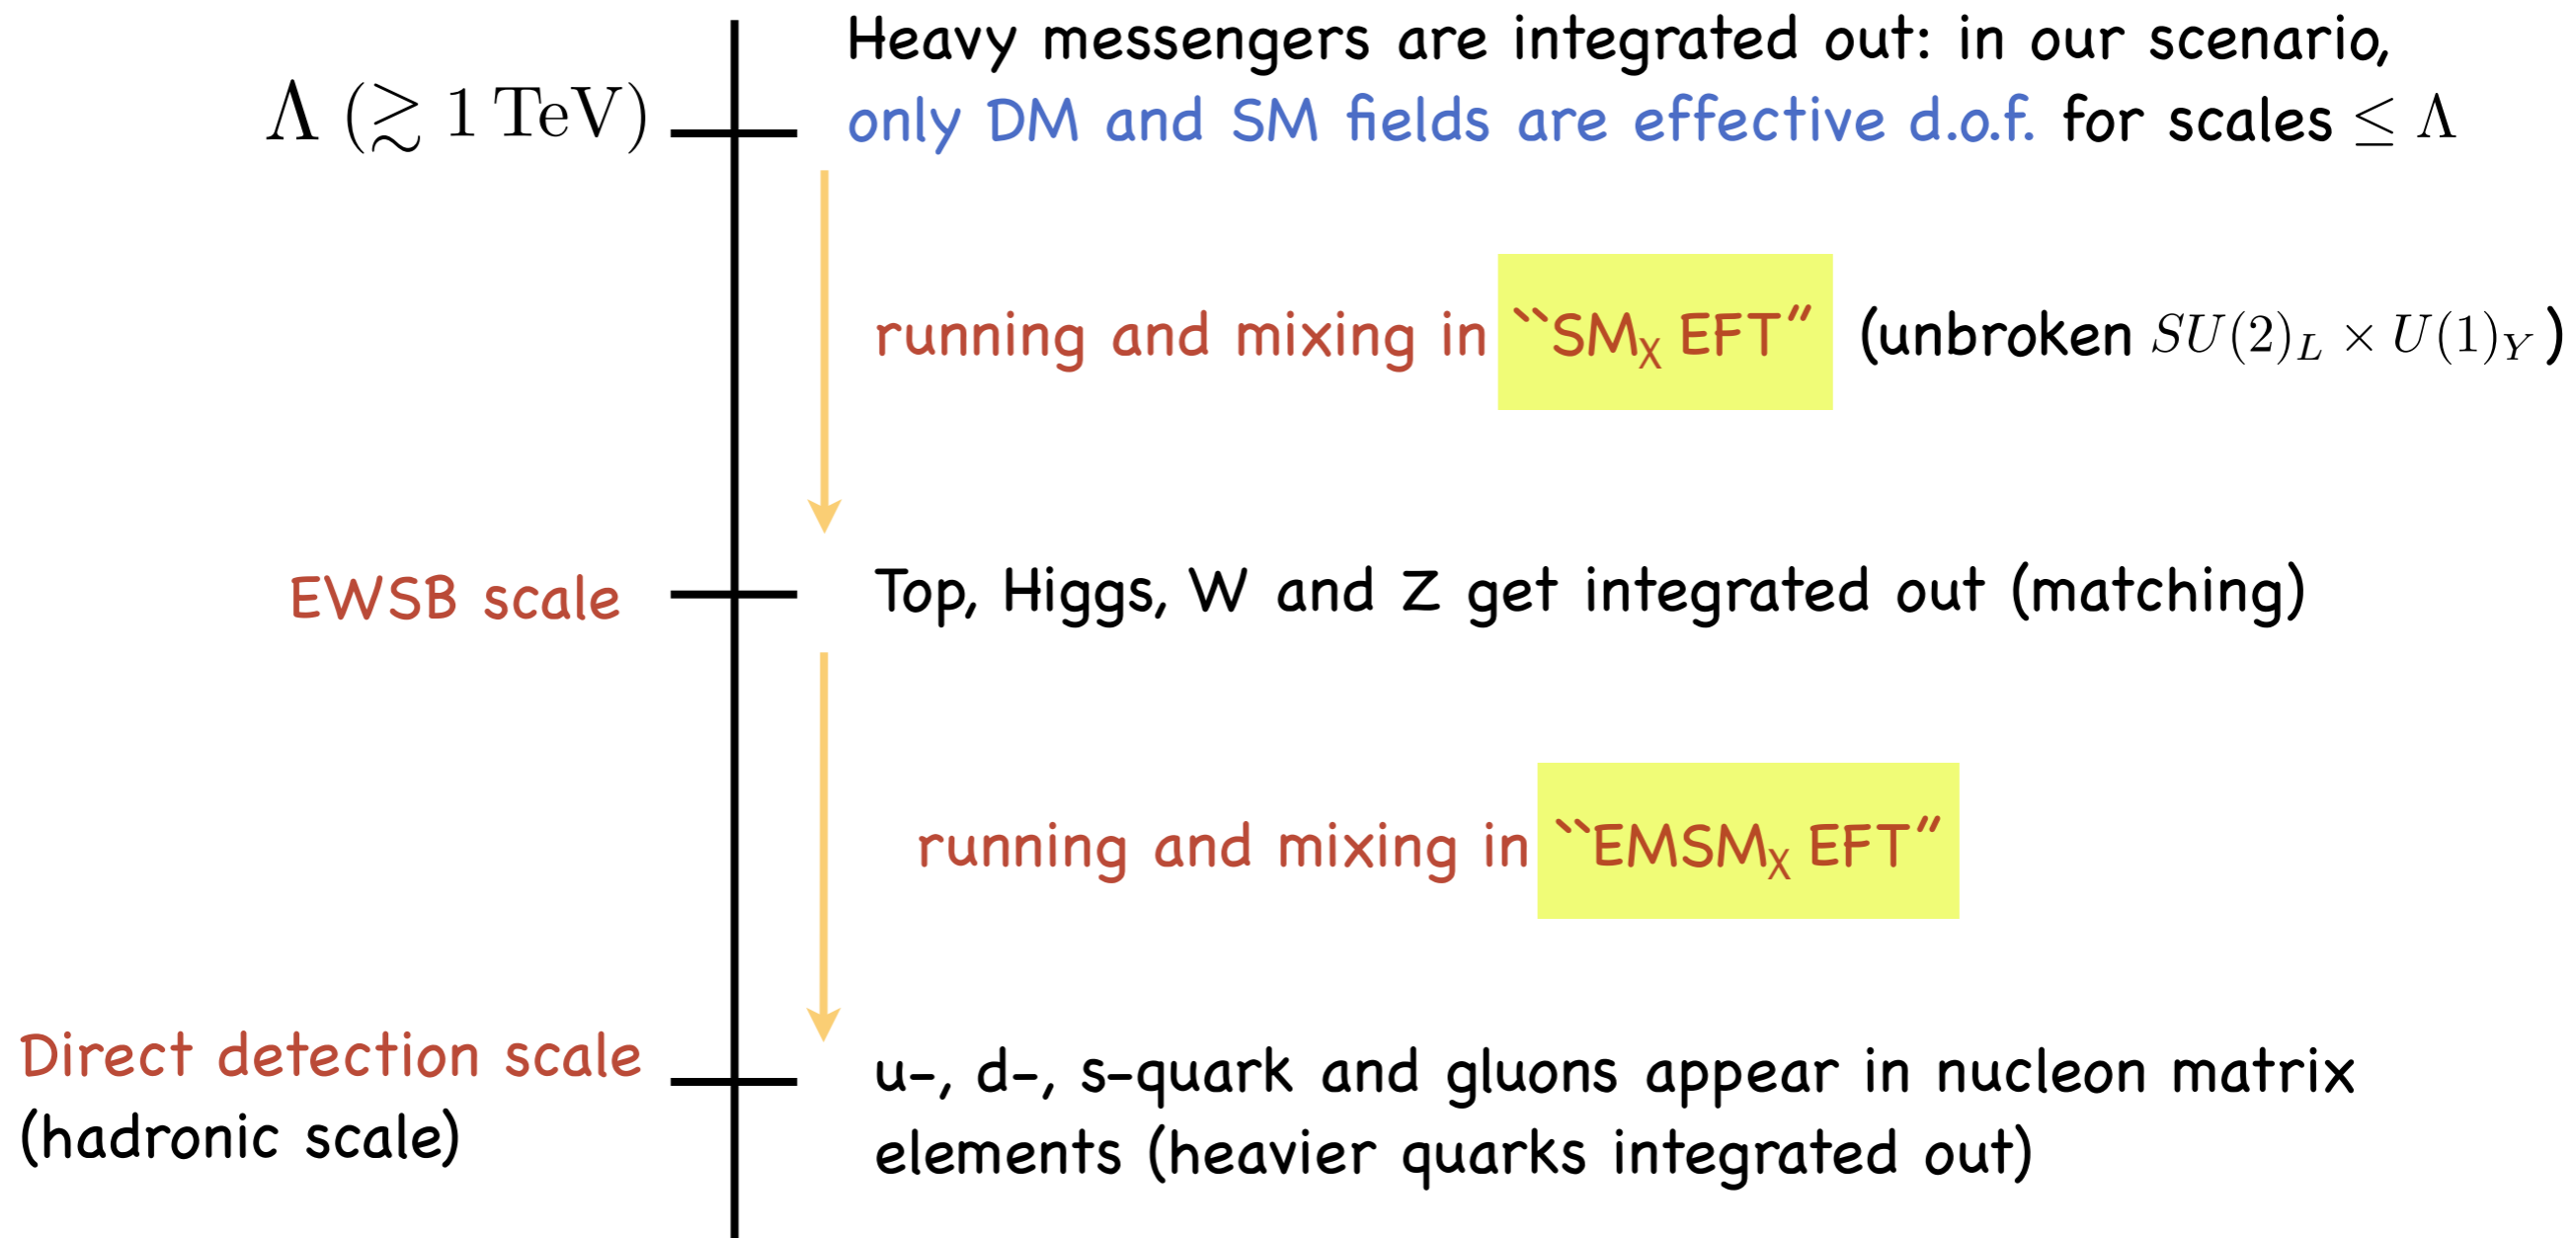 Heavy messengers are integrated out: in our scenario,
Λ (≳ 1 TeV)
only DM and SM fields are effective d.o.f. for scales ≤ Λ
running and mixing in ``SMχ EFT” (unbroken SU(2)_L × U(1)_Y )
EWSB scale
Top, Higgs, W and Z get integrated out (matching)
running and mixing in ``EMSMχ EFT”
Direct detection scale
(hadronic scale)
u-, d-, s-quark and gluons appear in nucleon matrix
elements (heavier quarks integrated out)